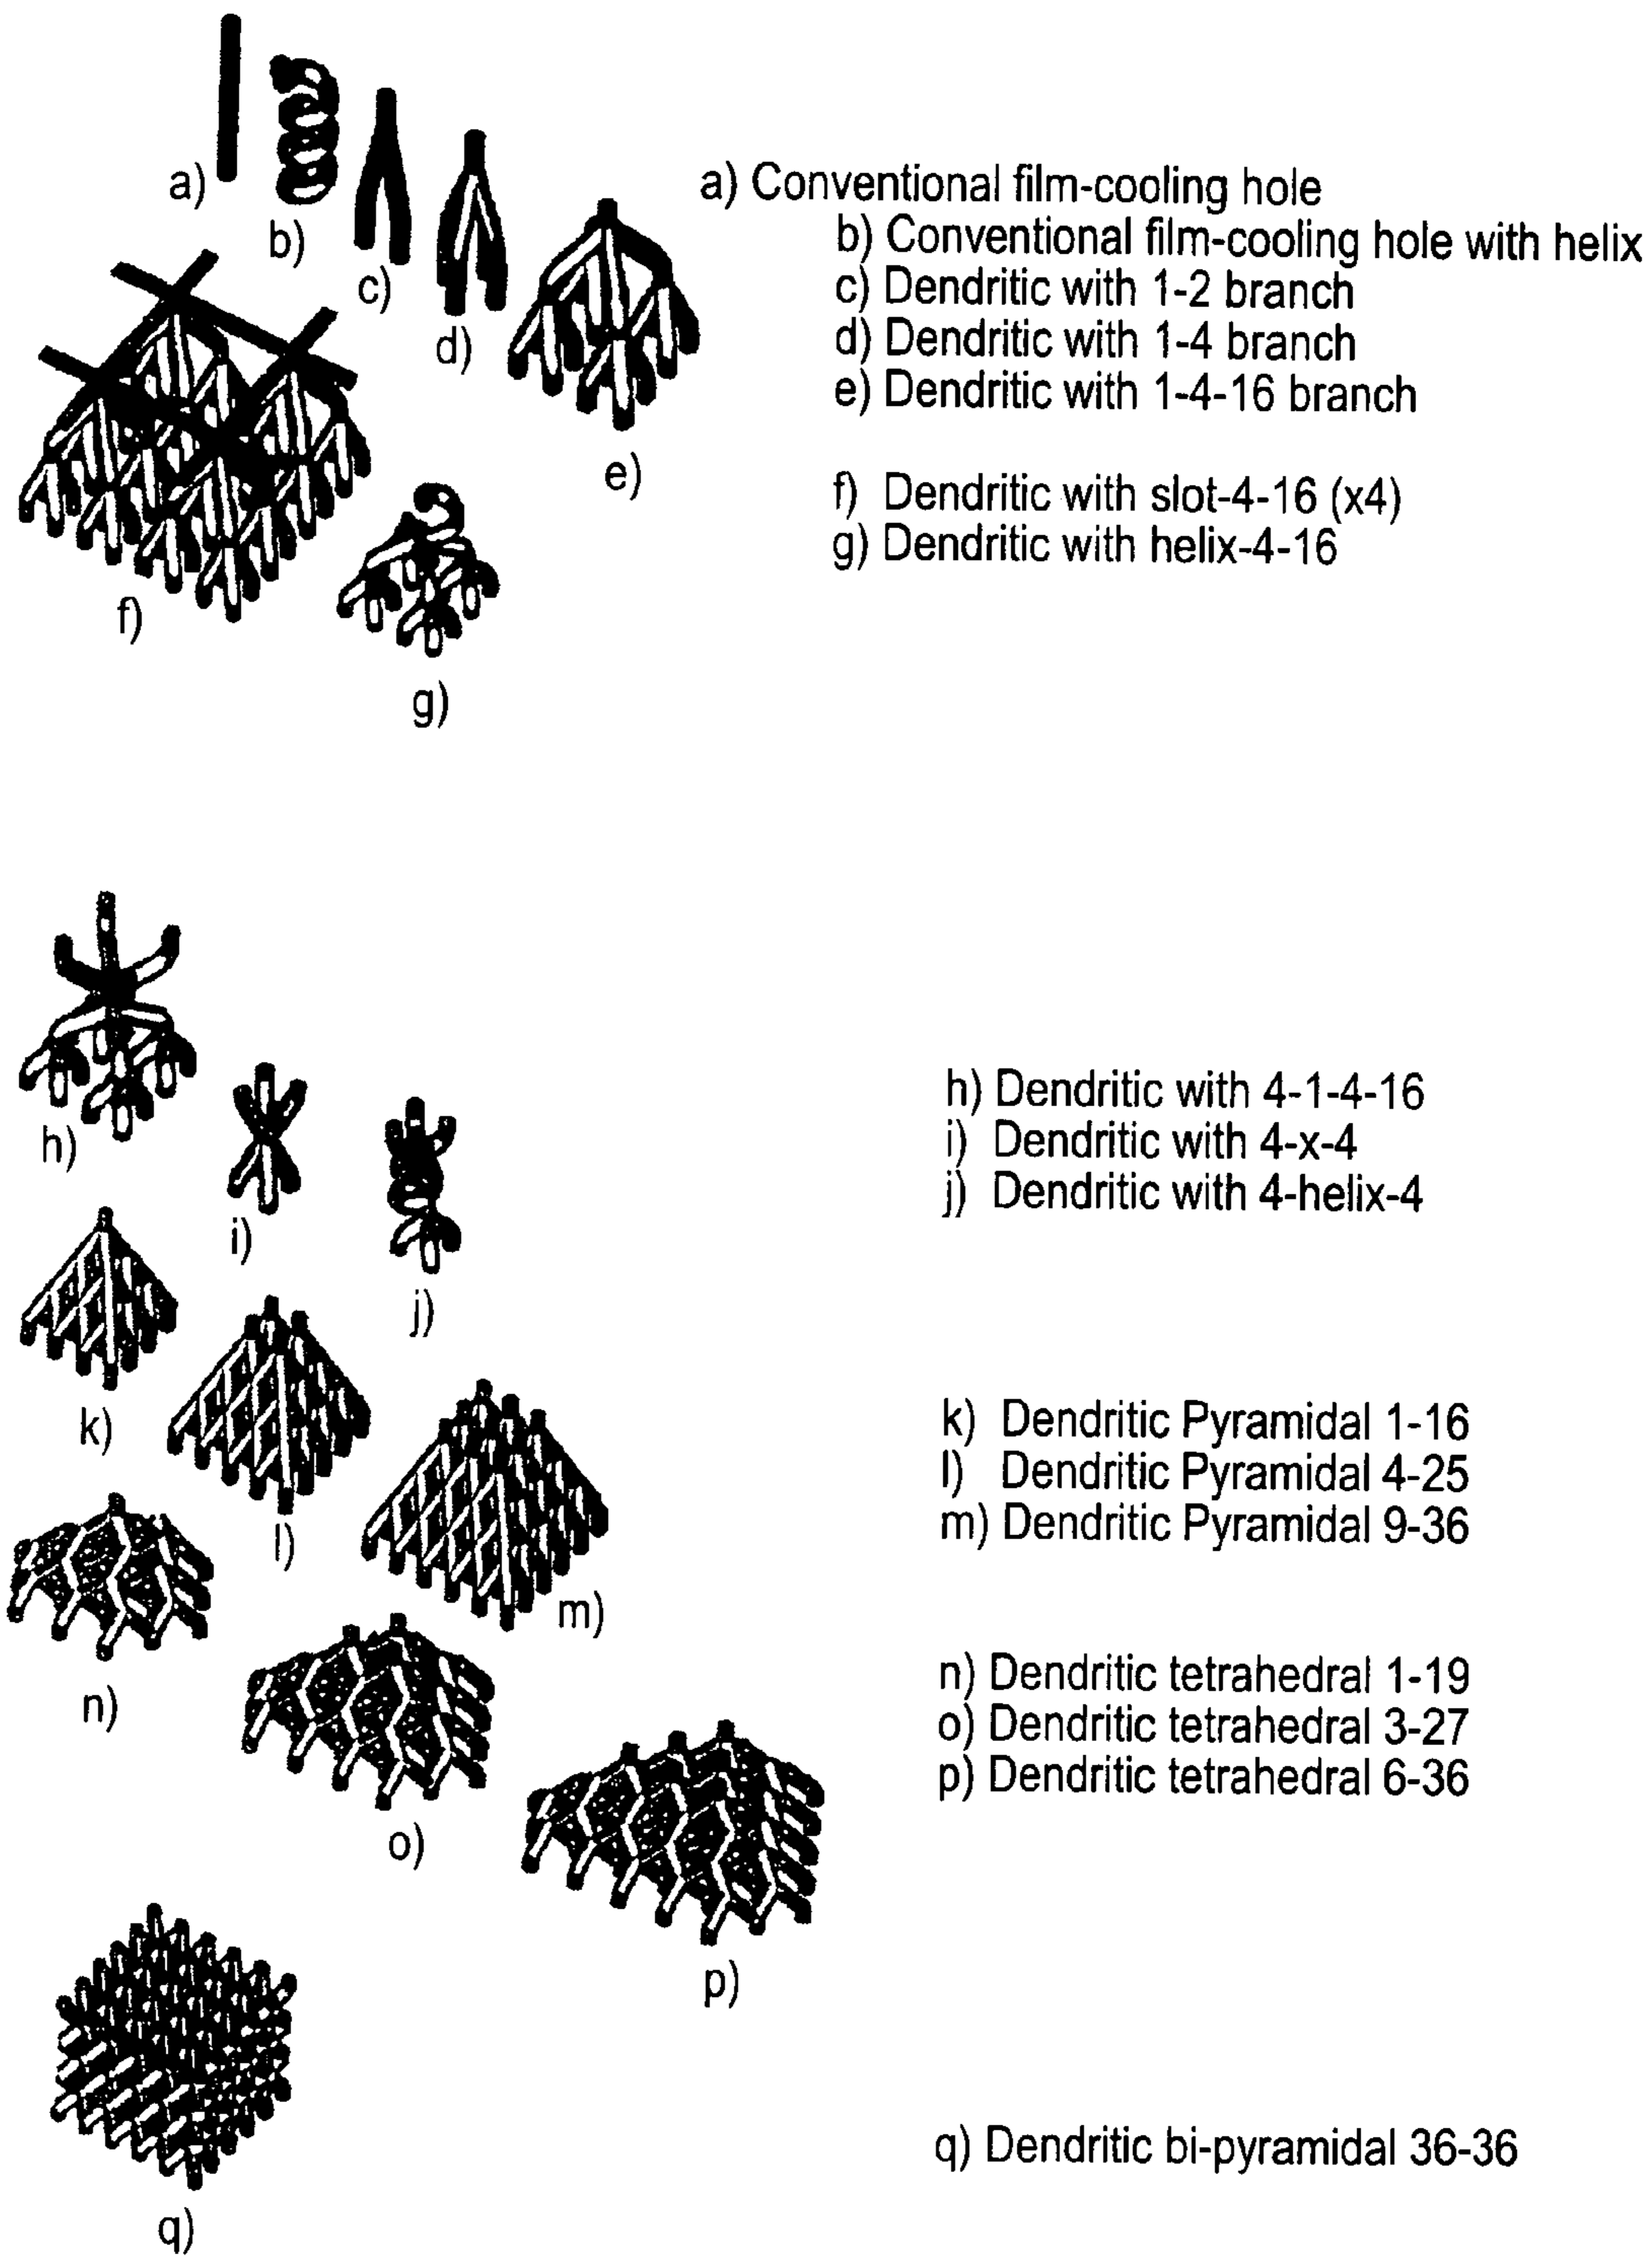 a)
b)
c)
d)
e)
f)
g)
a) Conventional film-cooling hole
b) Conventional film-cooling hole with helix
c) Dendritic with 1-2 branch
d) Dendritic with 1-4 branch
e) Dendritic with 1-4-16 branch
f) Dendritic with slot-4-16 (x4)
g) Dendritic with helix-4-16
h)
i)
j)
k)
l)
m)
n)
o)
p)
q)
h) Dendritic with 4-1-4-16
i) Dendritic with 4-x-4
j) Dendritic with 4-helix-4
k) Dendritic Pyramidal 1-16
l) Dendritic Pyramidal 4-25
m) Dendritic Pyramidal 9-36
n) Dendritic tetrahedral 1-19
o) Dendritic tetrahedral 3-27
p) Dendritic tetrahedral 6-36
q) Dendritic bi-pyramidal 36-36